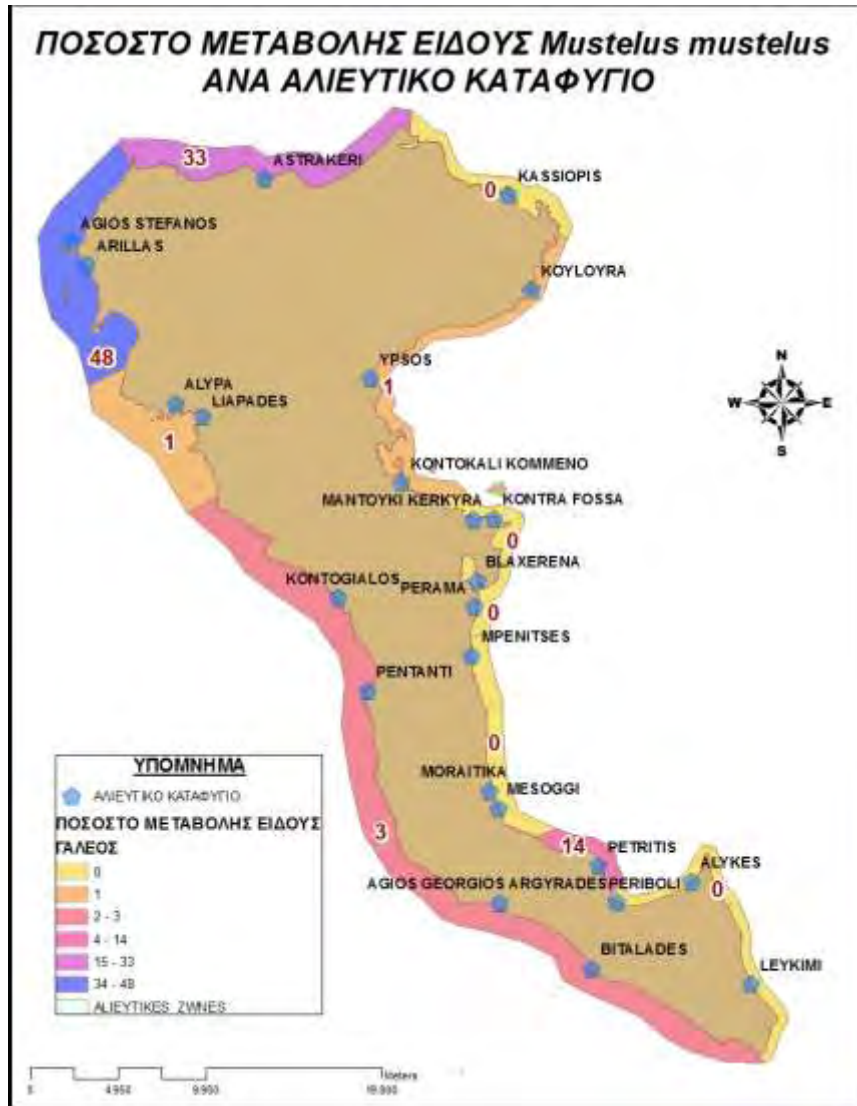 ΠΟΣΟΣΤΟ ΜΕΤΑΒΟΛΗΣ ΕΙΔΟΥΣ Mustelus mustelus
ΑΝΑ ΑΛΙΕΥΤΙΚΟ ΚΑΤΑΦΥΓΙΟ
33
ASTRAKERI
KASSIOPIS
0
AGIOS STEFANOS
ARILLAS
KOYLOYRA
48
YPSOS
1
ALYPA
LIAPADES
1
N
W E
S
KONTOKALI KOMMENO
MANTOYKI KERKYRA
KONTRA FOSSA
0
BLAXERENA
KONTOGIALOS
PERAMA
0
MPENITSES
PENTANTI
0
MORAITIKA
MESOGGI
3
14
PETRITIS
ALYKES
0
AGIOS GEORGIOS ARGYRADES
PERIBOLI
BITALADES
LEYKIMI
ΥΠΟΜΝΗΜΑ
ΑΛΙΕΥΤΙΚΟ ΚΑΤΑΦΥΓΙΟ
ΠΟΣΟΣΤΟ ΜΕΤΑΒΟΛΗΣ ΕΙΔΟΥΣ
ΓΑΛΕΟΣ
0
1
2 - 3
4 - 14
15 - 33
34 - 48
ALIEYTIKES_ZWNES
Meters
0 4.950 9.900 19.800